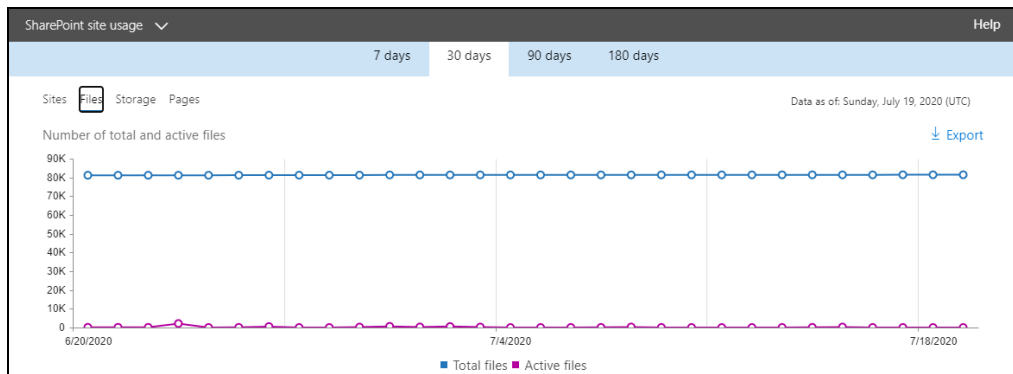 SharePoint site usage Help
7 days 30 days 90 days 180 days
Sites Files Storage Pages Data as of: Sunday, July 19, 2020 (UTC)
Number of total and active files Export
90K
80K
70K
60K
50K
40K
30K
20K
10K
0
6/20/2020 7/4/2020 7/18/2020
Total files Active files